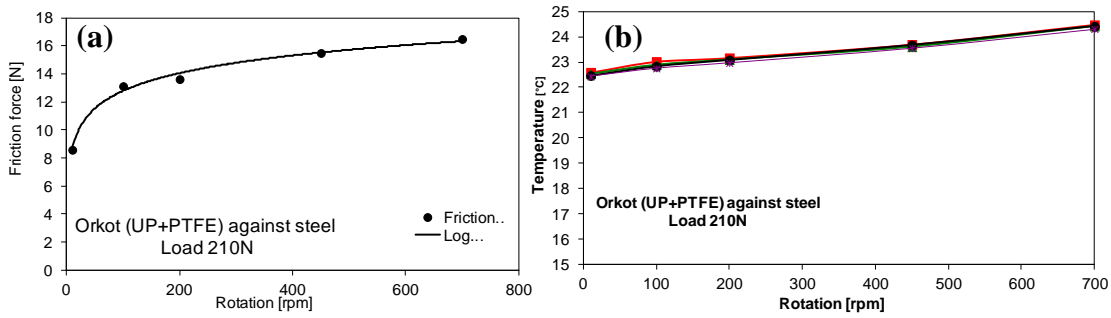 (a)
Friction force [N]
18
16
14
12
10
8
6
4
2
0
Orkot (UP+PTFE) against steel
Load 210N
Friction..
Log...
0 200 400 600 800
Rotation [rpm]
(b)
Temperature [°C]
25
24
23
22
21
20
19
18
17
16
15
Orkot (UP+PTFE) against steel
Load 210N
0 100 200 300 400 500 600 700
Rotation [rpm]